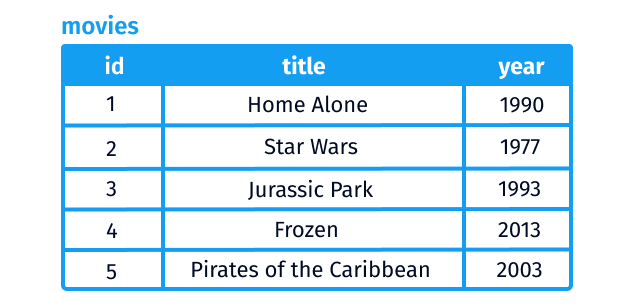 movies
id title year
1 Home Alone 1990
2 Star Wars 1977
3 Jurassic Park 1993
4 Frozen 2013
5 Pirates of the Caribbean 2003